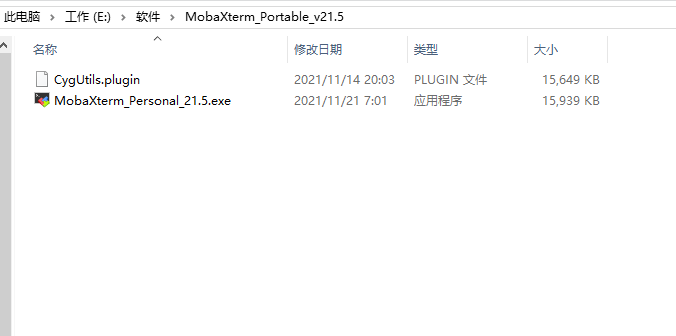 此电脑 > 工作 (E:) > 软件 > MobaXterm_Portable_v21.5
名称 修改日期 类型 大小
CygUtils.plugin 2021/11/14 20:03 PLUGIN 文件 15,649 KB
MobaXterm_Personal_21.5.exe 2021/11/21 7:01 应用程序 15,939 KB